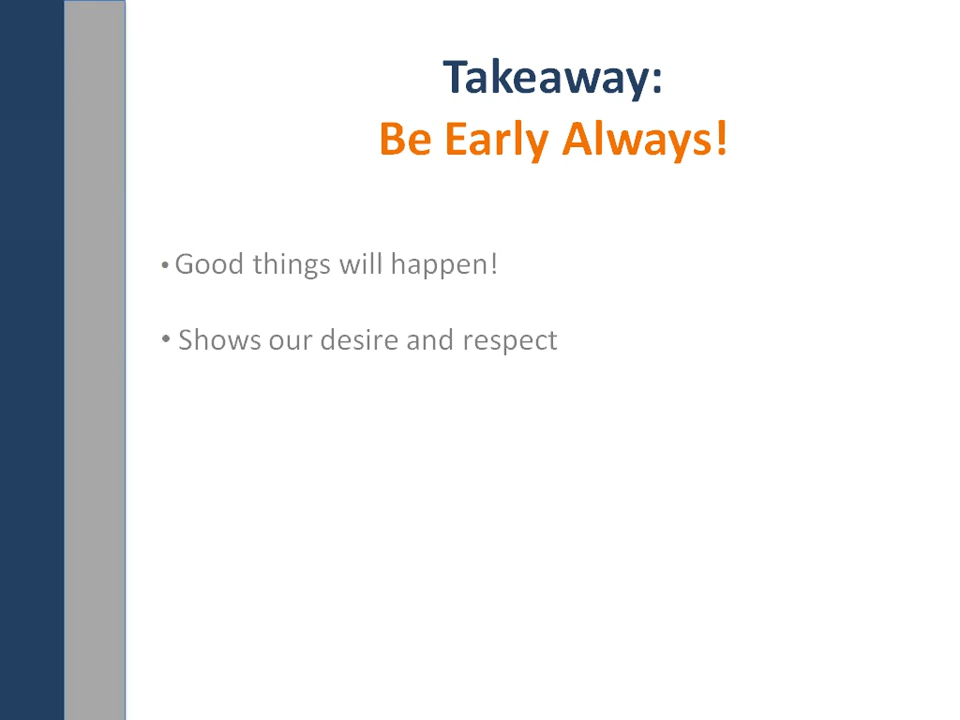 Takeaway:
Be Early Always!
• Good things will happen!
• Shows our desire and respect